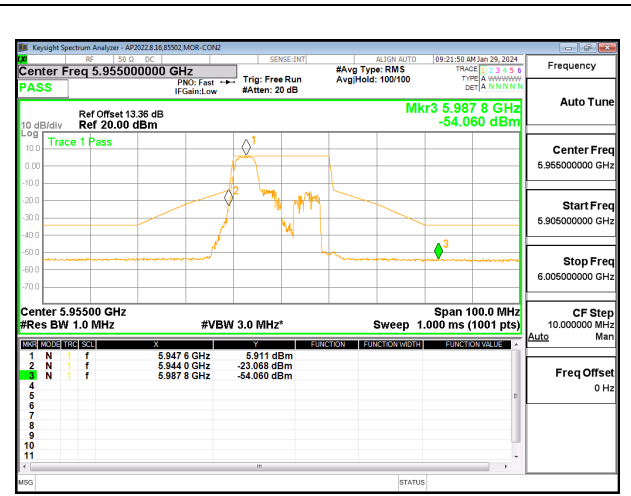 Keysight Spectrum Analyzer - AP2022.8.16,85502,MOR-CON2
RF 50 Ω DC SENSE:INT ALIGN AUTO 09:21:50 AM Jan 29, 2024
Center Freq 5.955000000 GHz
PASS
PNO: Fast
IFGain:Low
Trig: Free Run
#Atten: 20 dB
#Avg Type: RMS
Avg|Hold: 100/100
TRACE 1 2 3 4 5 6
TYPE A WWWWW
DET A N N N N N
Frequency
Auto Tune
Center Freq
5.955000000 GHz
Start Freq
5.905000000 GHz
Stop Freq
6.005000000 GHz
CF Step
10.000000 MHz
Auto Man
Freq Offset
0 Hz
Mkr3 5.987 8 GHz
-54.060 dBm
Ref Offset 13.36 dB
Ref 20.00 dBm
10 dB/div
Log
Trace 1 Pass
10.0
0.00
-10.0
-20.0
-30.0
-40.0
-50.0
-60.0
-70.0
1
2
3
Center 5.95500 GHz Span 100.0 MHz
#Res BW 1.0 MHz #VBW 3.0 MHz* Sweep 1.000 ms (1001 pts)
MKR MODE TRC SCL X Y FUNCTION FUNCTION WIDTH FUNCTION VALUE
1 N 1 f 5.947 6 GHz 5.911 dBm
2 N 1 f 5.944 0 GHz -23.068 dBm
3 N 1 f 5.987 8 GHz -54.060 dBm
4
5
6
7
8
9
10
11
MSG STATUS